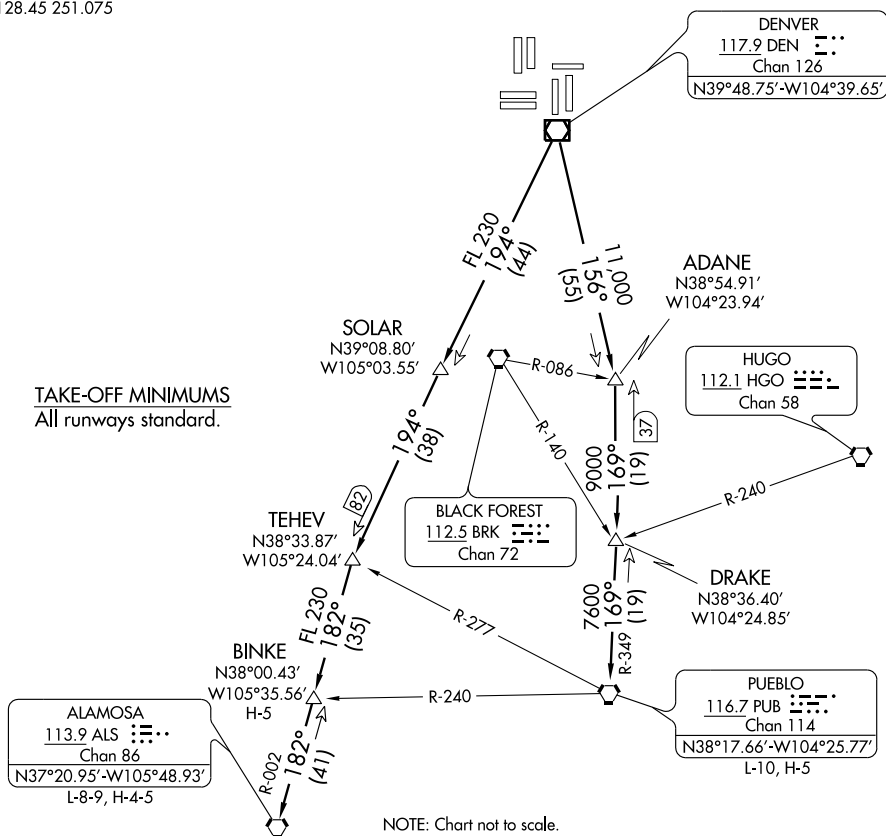 128.45 251.075
DENVER
117.9 DEN
Chan 126
N39°48.75'-W104°39.65'
FL 230
194°
(44)
11,000
156°
(55)
ADANE
N38°54.91'
W104°23.94'
SOLAR
N39°08.80'
W105°03.55'
R-086
HUGO
112.1 HGO
Chan 58
TAKE-OFF MINIMUMS
All runways standard.
194°
(38)
R-140
37
9000
169°
(19)
R-240
82
BLACK FOREST
112.5 BRK
Chan 72
TEHEV
N38°33.87'
W105°24.04'
DRAKE
N38°36.40'
W104°24.85'
FL 230
182°
(35)
R-277
7600
169°
(19)
R-349
BINKE
N38°00.43'
W105°35.56'
H-5
R-240
PUEBLO
116.7 PUB
Chan 114
N38°17.66'-W104°25.77'
L-10, H-5
ALAMOSA
113.9 ALS
Chan 86
N37°20.95'-W105°48.93'
L-8-9, H-4-5
R-002
182°
(41)
NOTE: Chart not to scale.